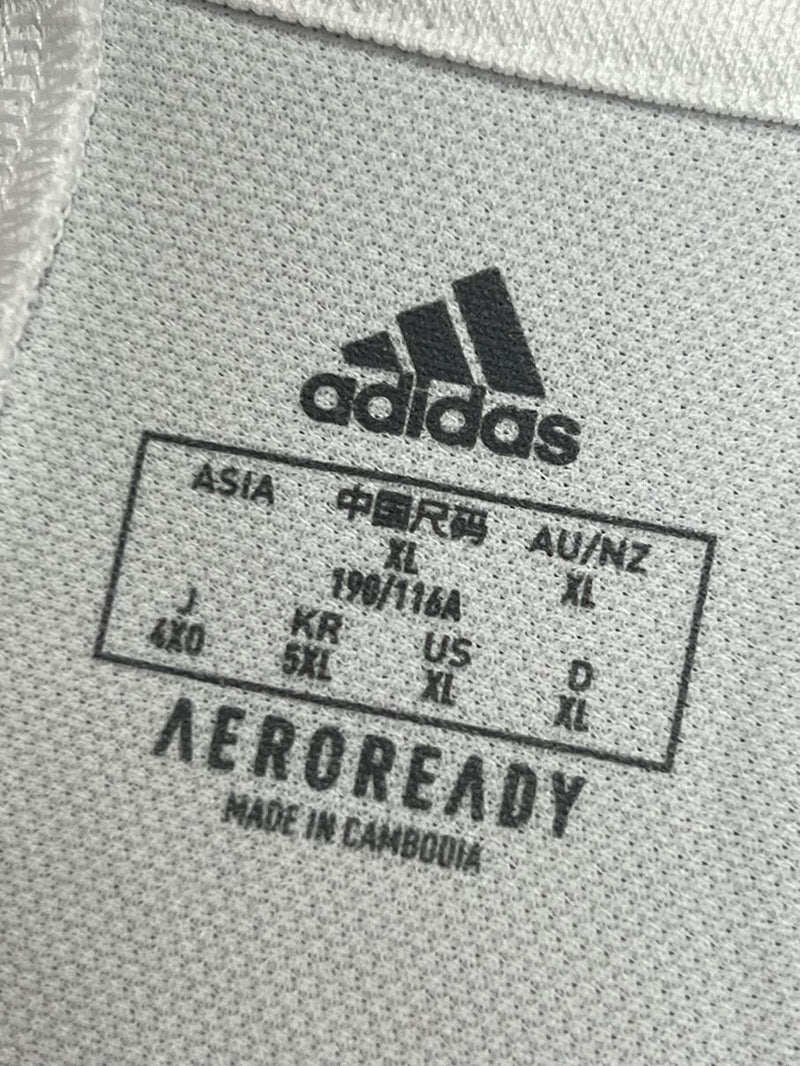 adidas
ASIA 中国尺码 AU/NZ
XL XL
190/116A
J KR US D
4XO 5XL XL XL
AEROREADY
MADE IN CAMBODIA